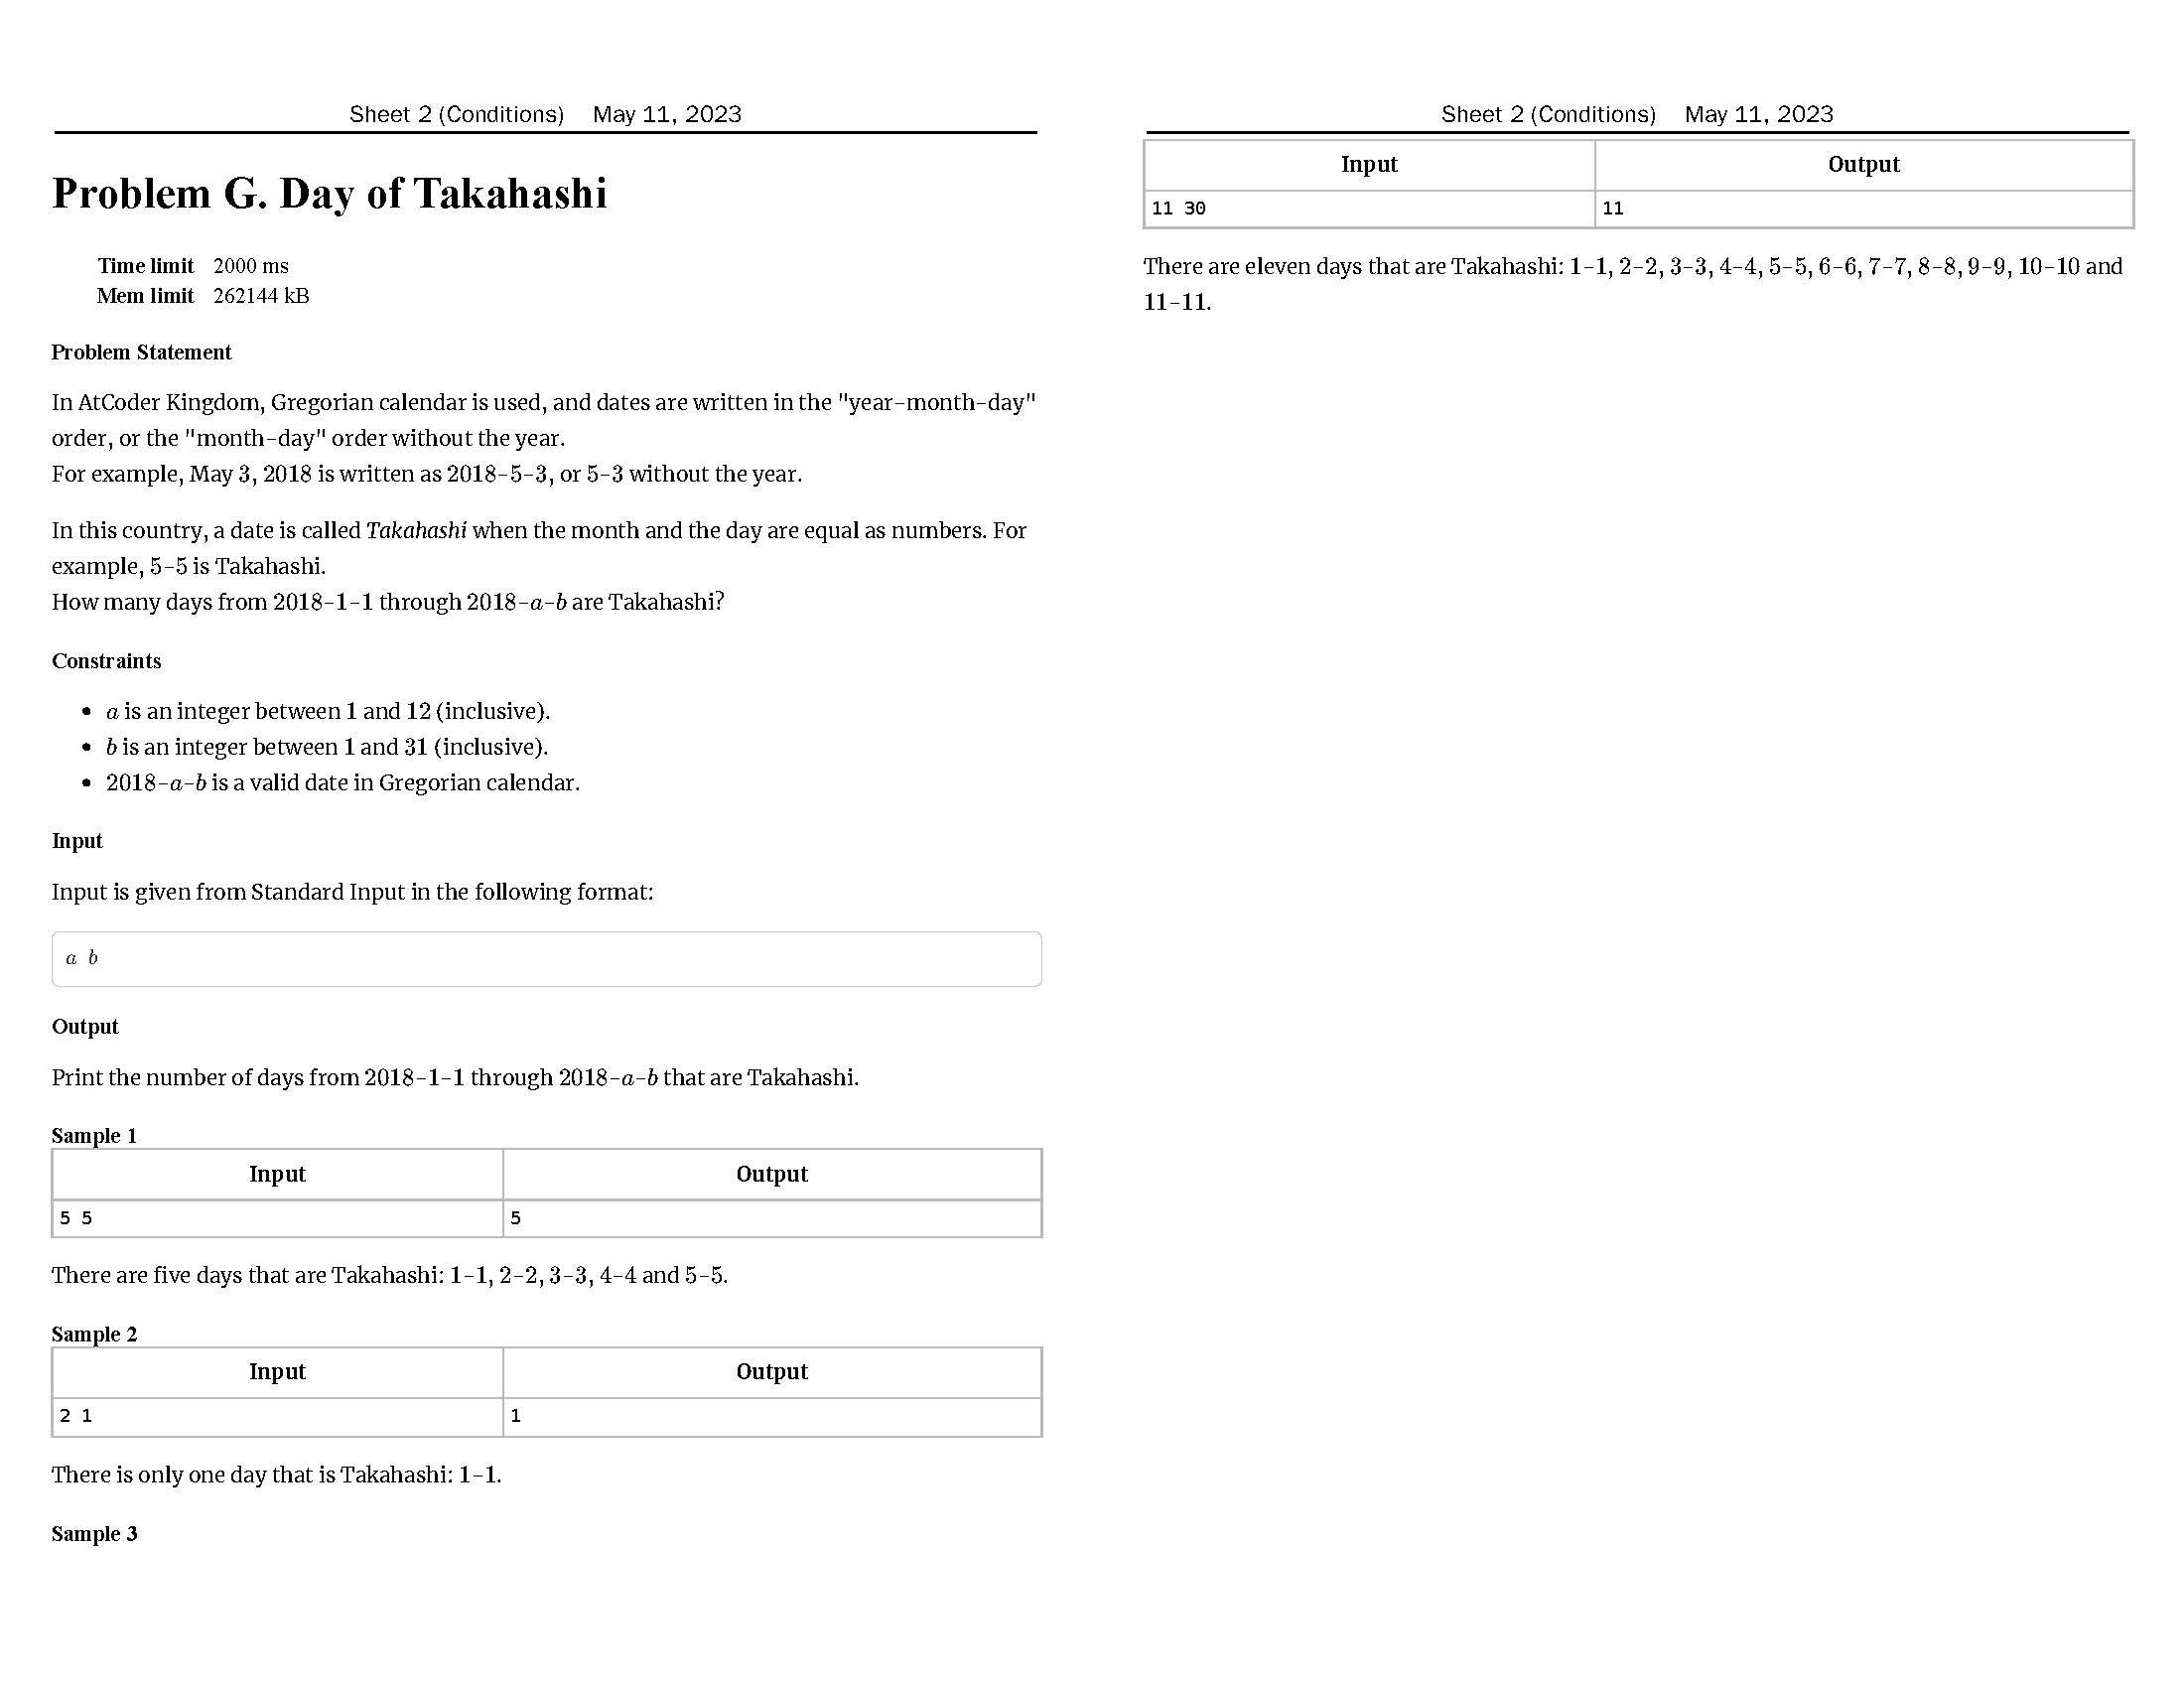 Sheet 2 (Conditions) May 11, 2023
Problem G. Day of Takahashi
Time limit 2000 ms
Mem limit 262144 kB
Problem Statement
In AtCoder Kingdom, Gregorian calendar is used, and dates are written in the "year-month-day"
order, or the "month-day" order without the year.
For example, May 3, 2018 is written as 2018-5-3, or 5-3 without the year.
In this country, a date is called Takahashi when the month and the day are equal as numbers. For
example, 5-5 is Takahashi.
How many days from 2018-1-1 through 2018-a-b are Takahashi?
Constraints
• a is an integer between 1 and 12 (inclusive).
• b is an integer between 1 and 31 (inclusive).
• 2018-a-b is a valid date in Gregorian calendar.
Input
Input is given from Standard Input in the following format:
a b
Output
Print the number of days from 2018-1-1 through 2018-a-b that are Takahashi.
Sample 1
Input Output
5 5 5
There are five days that are Takahashi: 1-1, 2-2, 3-3, 4-4 and 5-5.
Sample 2
Input Output
2 1 1
There is only one day that is Takahashi: 1-1.
Sample 3
Sheet 2 (Conditions) May 11, 2023
Input Output
11 30 11
There are eleven days that are Takahashi: 1-1, 2-2, 3-3, 4-4, 5-5, 6-6, 7-7, 8-8, 9-9, 10-10 and
11-11.